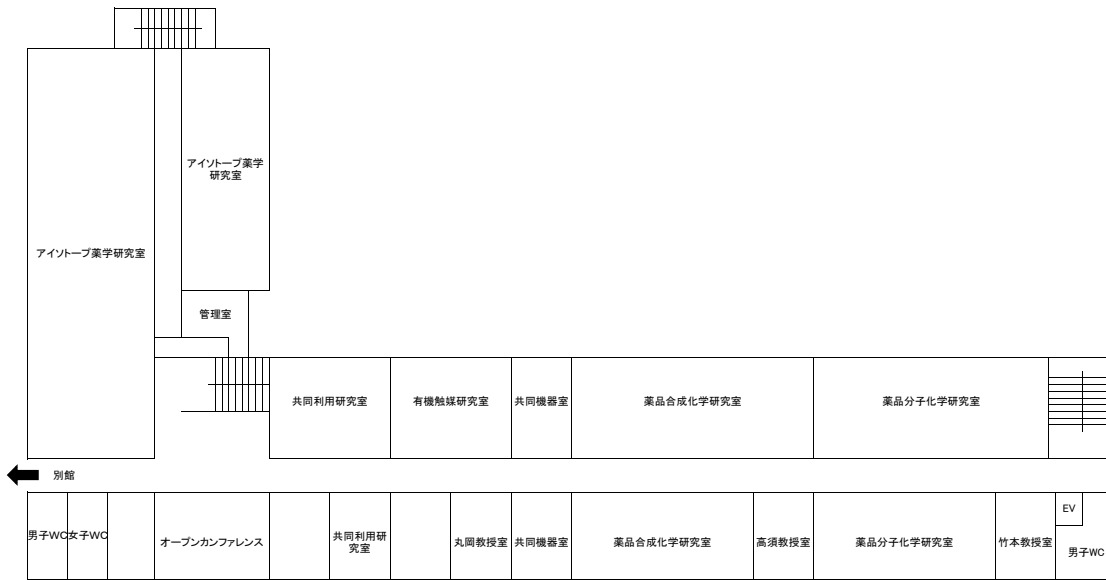 アイソトープ薬学
研究室
アイソトープ薬学研究室
管理室
共同利用研究室
有機触媒研究室
共同機器室
薬品合成化学研究室
薬品分子化学研究室
別館
男子WC
女子WC
オープンカンファレンス
共同利用研
究室
丸岡教授室
共同機器室
薬品合成化学研究室
高須教授室
薬品分子化学研究室
竹本教授室
EV
男子WC